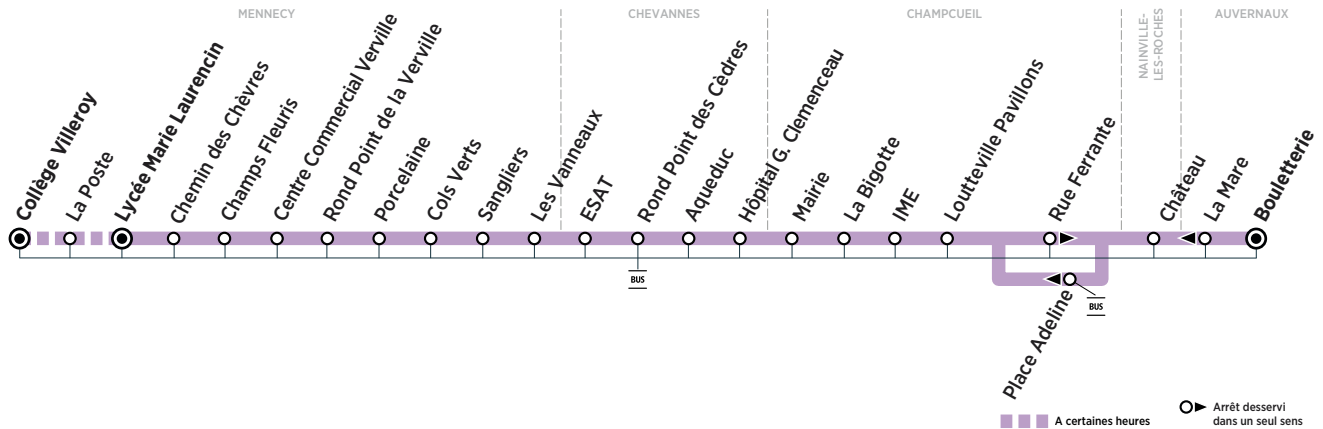 MENNECY
CHEVANNES
CHAMPCUEIL
NAINVILLE-
LES-ROCHES
AUVERNAUX
Collège Villeroy
La Poste
Lycée Marie Laurencin
Chemin des Chèvres
Champs Fleuris
Centre Commercial Verville
Rond Point de la Verville
Porcelaine
Cols Verts
Sangliers
Les Vanneaux
ESAT
Rond Point des Cèdres
Aqueduc
Hôpital G. Clemenceau
Mairie
La Bigotte
IME
Loutteville Pavillons
Rue Ferrante
Château
La Mare
Bouletterie
BUS
BUS
Place Adeline
A certaines heures
Arrêt desservi
dans un seul sens